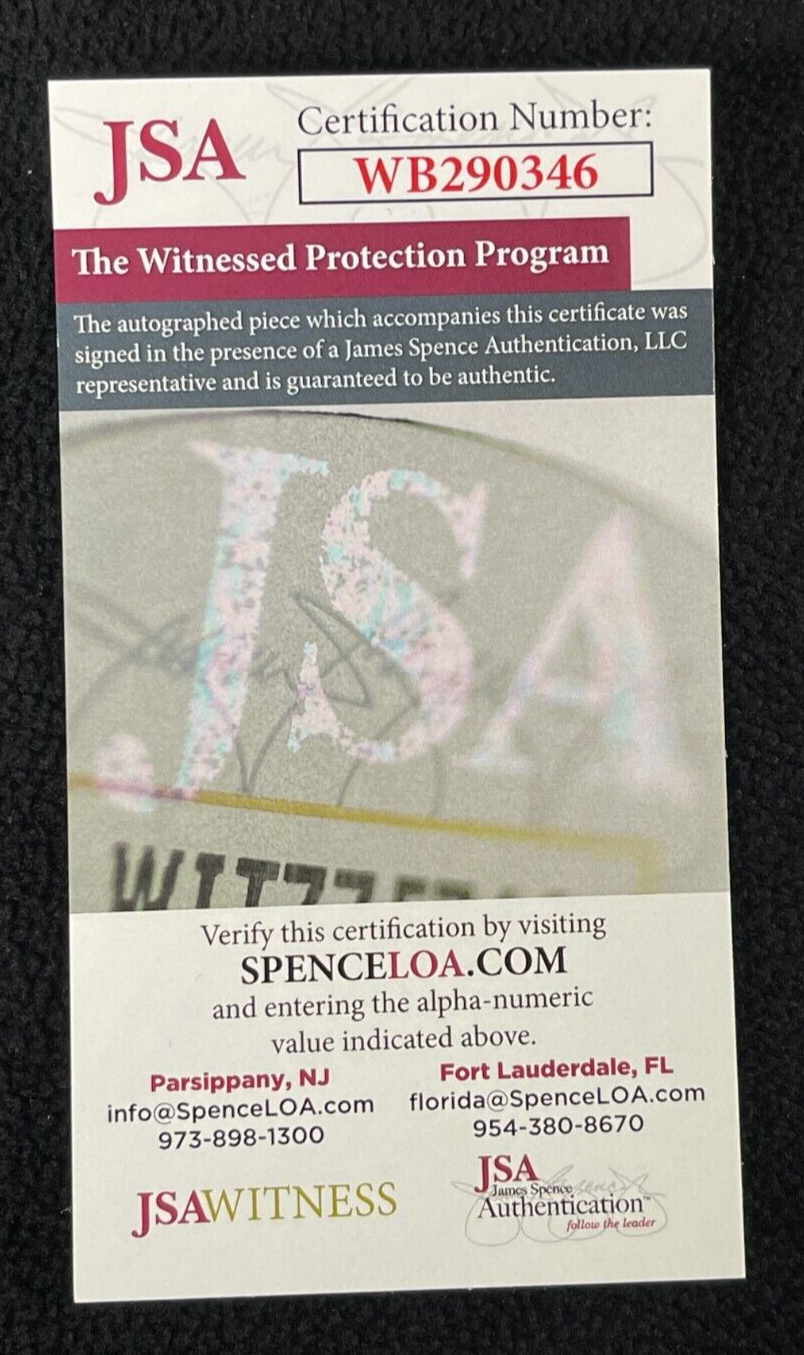 JSA
Certification Number:
WB290346
The Witnessed Protection Program
The autographed piece which accompanies this certificate was
signed in the presence of a James Spence Authentication, LLC
representative and is guaranteed to be authentic.
JSA
Verify this certification by visiting
SPENCELOA.COM
and entering the alpha-numeric
value indicated above.
Parsippany, NJ
info@SpenceLOA.com
973-898-1300
Fort Lauderdale, FL
florida@SpenceLOA.com
954-380-8670
JSAWITNESS
JSA
James Spence
Authentication™
follow the leader